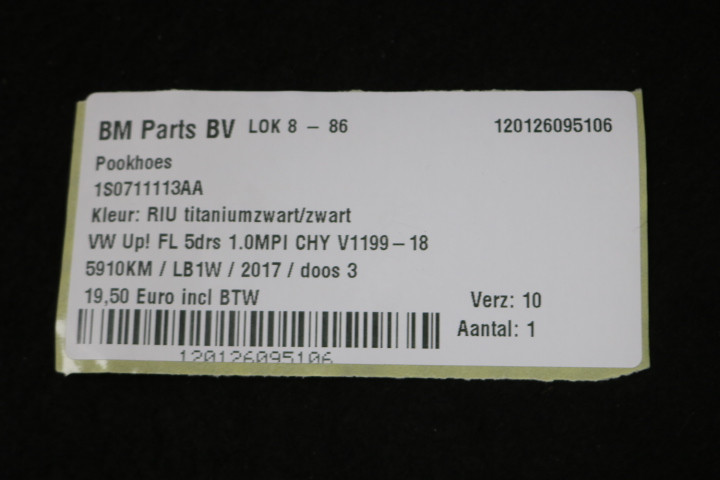 BM Parts BV LOK 8 - 86 120126095106
Pookhoes
1S0711113AA
Kleur: RIU titaniumzwart/zwart
VW Up! FL 5drs 1.0MPI CHY V1199-18
5910KM / LB1W / 2017 / doos 3
19,50 Euro incl BTW Verz: 10
Aantal: 1
120126095106